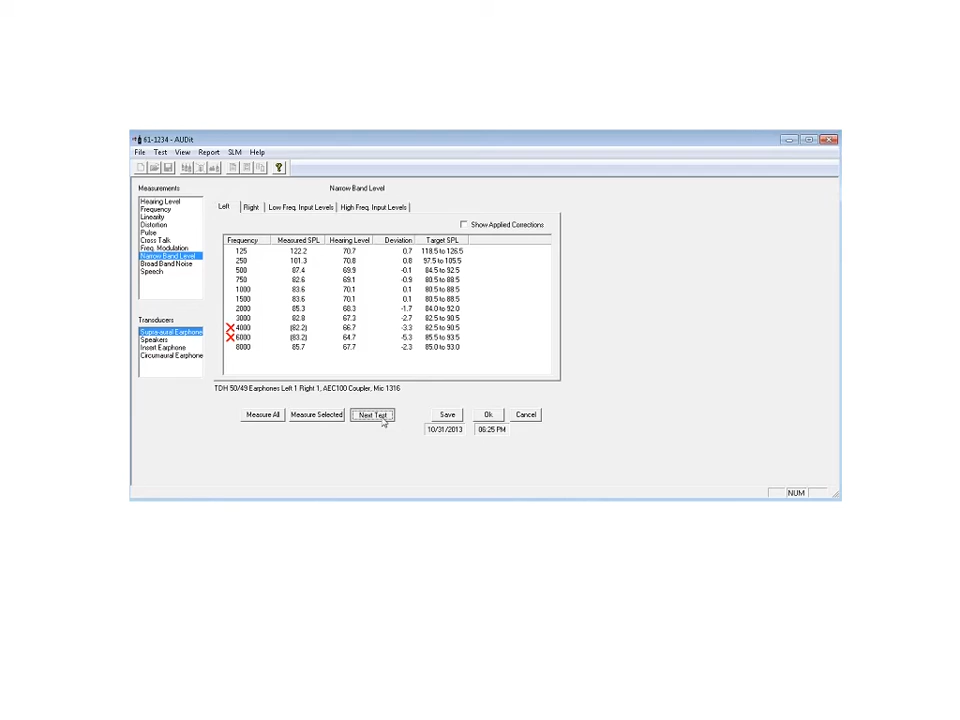 61-1234 - AUDit
File Test View Report Help
?
Measurements
Narrow Band Level
Hearing Level
Frequency
Linearity
Distortion
Pulse
Cross Talk
Freq. Modulation
Narrow Band Level
Broad Band Noise
Speech
Left Right Low Freq. Input Levels High Freq. Input Levels
Show Applied Corrections
Frequency Measured SPL Hearing Level Deviation Target SPL
125 122.2 70.7 0.7 118.5 to 126.5
250 101.3 70.8 0.8 97.5 to 105.5
500 87.4 69.9 -0.1 84.5 to 92.5
750 82.6 69.1 -0.9 80.5 to 88.5
1000 83.6 70.1 0.1 80.5 to 88.5
1500 83.6 70.1 0.1 80.5 to 88.5
2000 85.3 68.3 -1.7 84.0 to 92.0
3000 82.8 67.3 -2.7 82.5 to 90.5
4000 (82.2) 66.7 -3.3 82.5 to 90.5
6000 (83.2) 64.7 -5.3 85.5 to 93.5
8000 85.7 67.7 -2.3 85.0 to 93.0
Transducers
Supra-aural Earphone
Speakers
Insert Earphone
Circumaural Earphone
TDH 50/49 Earphones Left 1 Right 1, AEC100 Coupler, Mic 1316
Measure All Measure Selected Next Test Save Ok Cancel
10/31/2013 06:25 PM
NUM